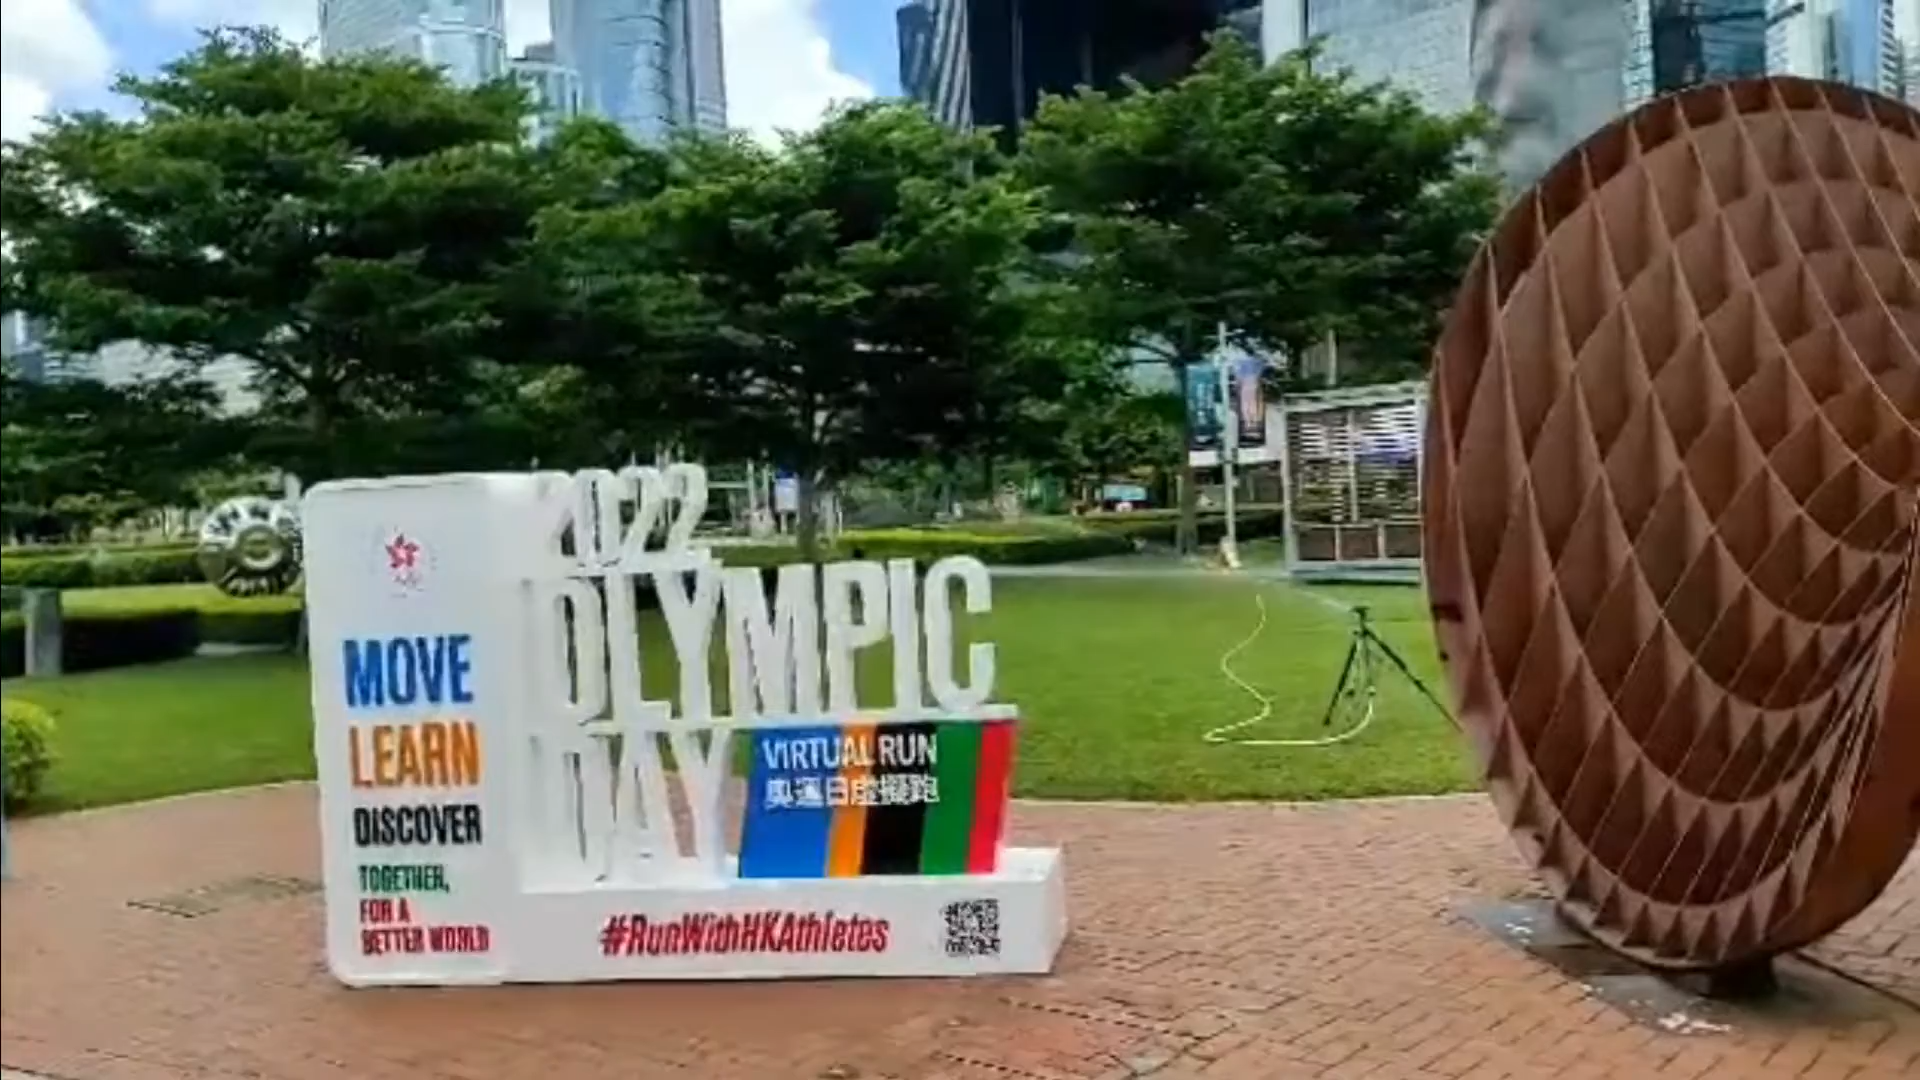 MOVE
LEARN
DISCOVER
TOGETHER,
FOR A
BETTER WORLD
2022
OLYMPIC
DAY
VIRTUAL RUN
奧運日虛擬跑
#RunWithHKAthletes